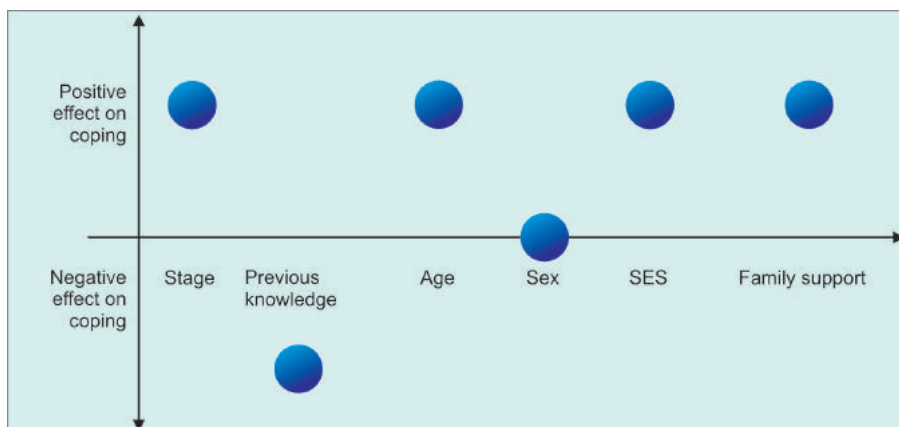 Positive
effect on
coping
Negative
effect on
coping
Stage
Previous
knowledge
Age
Sex
SES
Family support